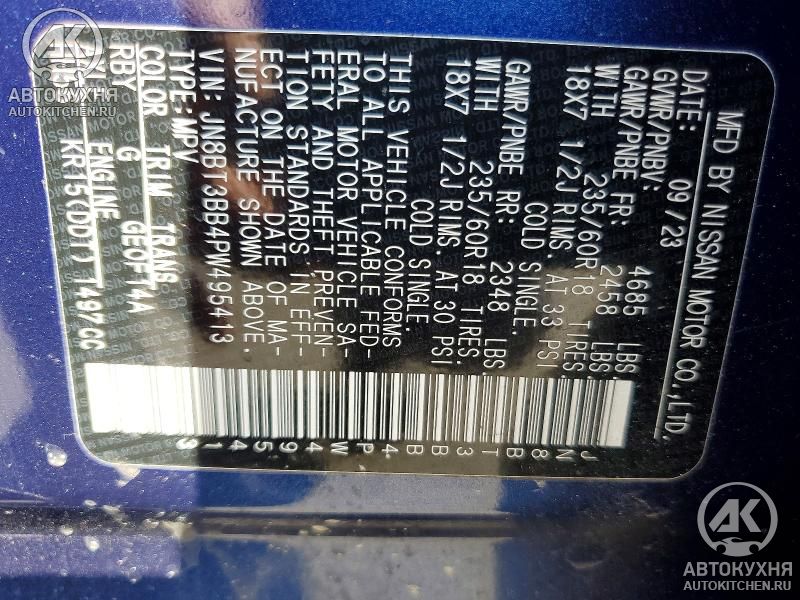 MFD BY NISSAN MOTOR CO.,LTD.
DATE: 09/23
GVWR/PNBV: 4685 LBS.
GAWR/PNBE FR: 2458 LBS.
WITH 235/60R18 TIRES.
18X7 1/2J RIMS. AT 33 PSI
COLD SINGLE.
GAWR/PNBE RR: 2348 LBS.
WITH 235/60R18 TIRES:
18X7 1/2J RIMS. AT 30 PSI
COLD SINGLE.
THIS VEHICLE CONFORMS
TO ALL APPLICABLE FED-
ERAL MOTOR VEHICLE SA-
FETY AND THEFT PREVEN-
TION STANDARDS IN EFF-
ECT ON THE DATE OF MA-
NUFACTURE SHOWN ABOVE.
VIN: JN8BT3BB4PW495413
TYPE: MPV
COLOR TRIM TRANS
RBY G GE0F14A
ENGINE
KR15(DDT) 1497CC
JN8BT3BB4PW495413
АК
АВТОКУХНЯ
AUTOKITCHEN.RU
АК
АВТОКУХНЯ
AUTOKITCHEN.RU